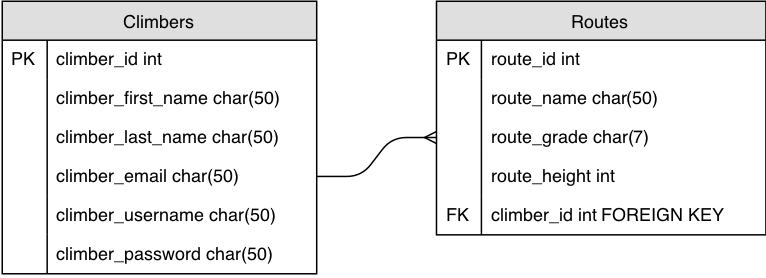 Climbers
PK climber_id int
climber_first_name char(50)
climber_last_name char(50)
climber_email char(50)
climber_username char(50)
climber_password char(50)
Routes
PK route_id int
route_name char(50)
route_grade char(7)
route_height int
FK climber_id int FOREIGN KEY